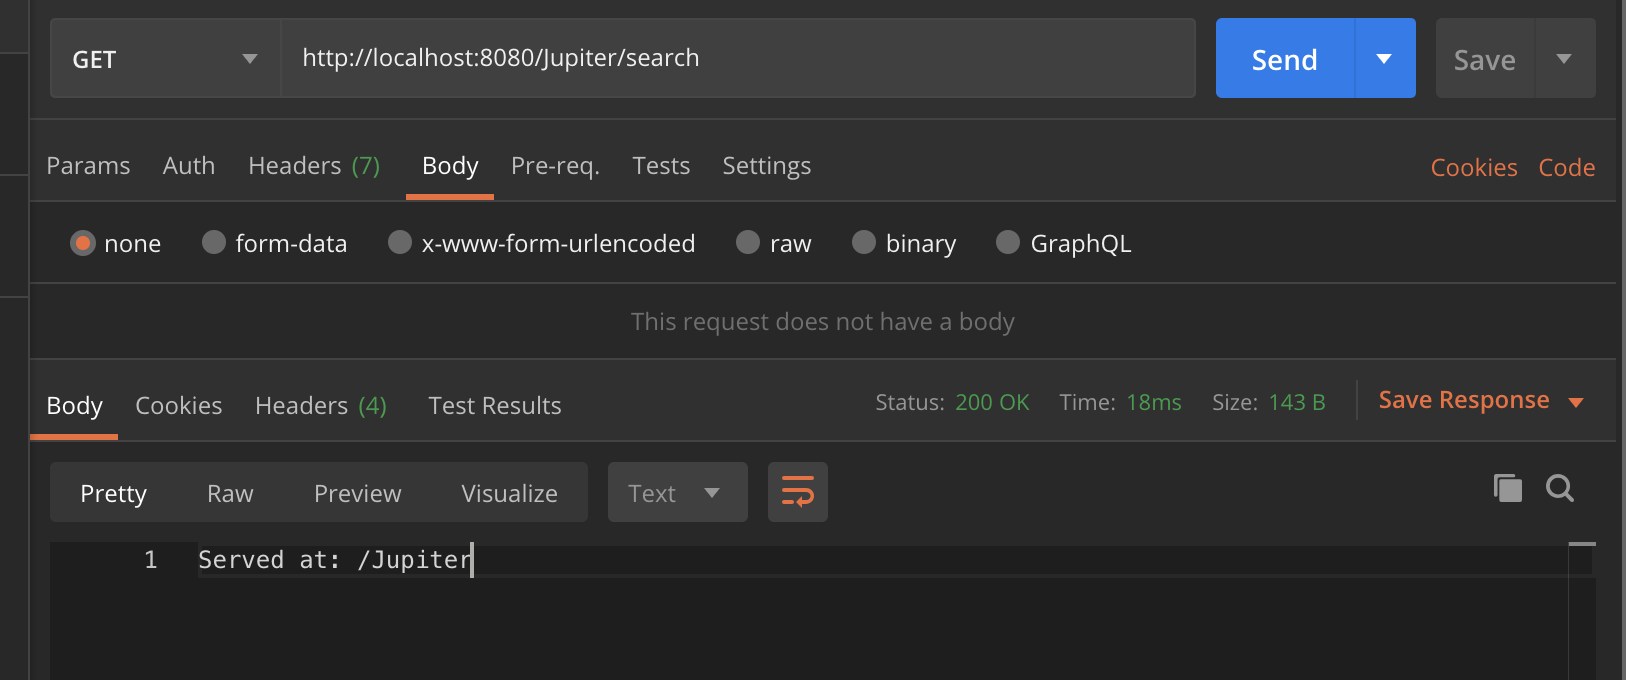 GET http://localhost:8080/Jupiter/search Send Save
Params Auth Headers (7) Body Pre-req. Tests Settings Cookies Code
none form-data x-www-form-urlencoded raw binary GraphQL
This request does not have a body
Body Cookies Headers (4) Test Results Status: 200 OK Time: 18ms Size: 143 B Save Response
Pretty Raw Preview Visualize Text
1 Served at: /Jupiter